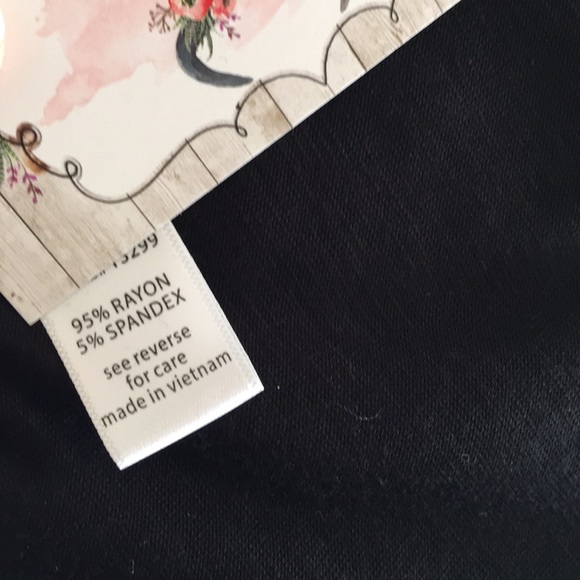 95% RAYON
5% SPANDEX
see reverse
for care
made in vietnam